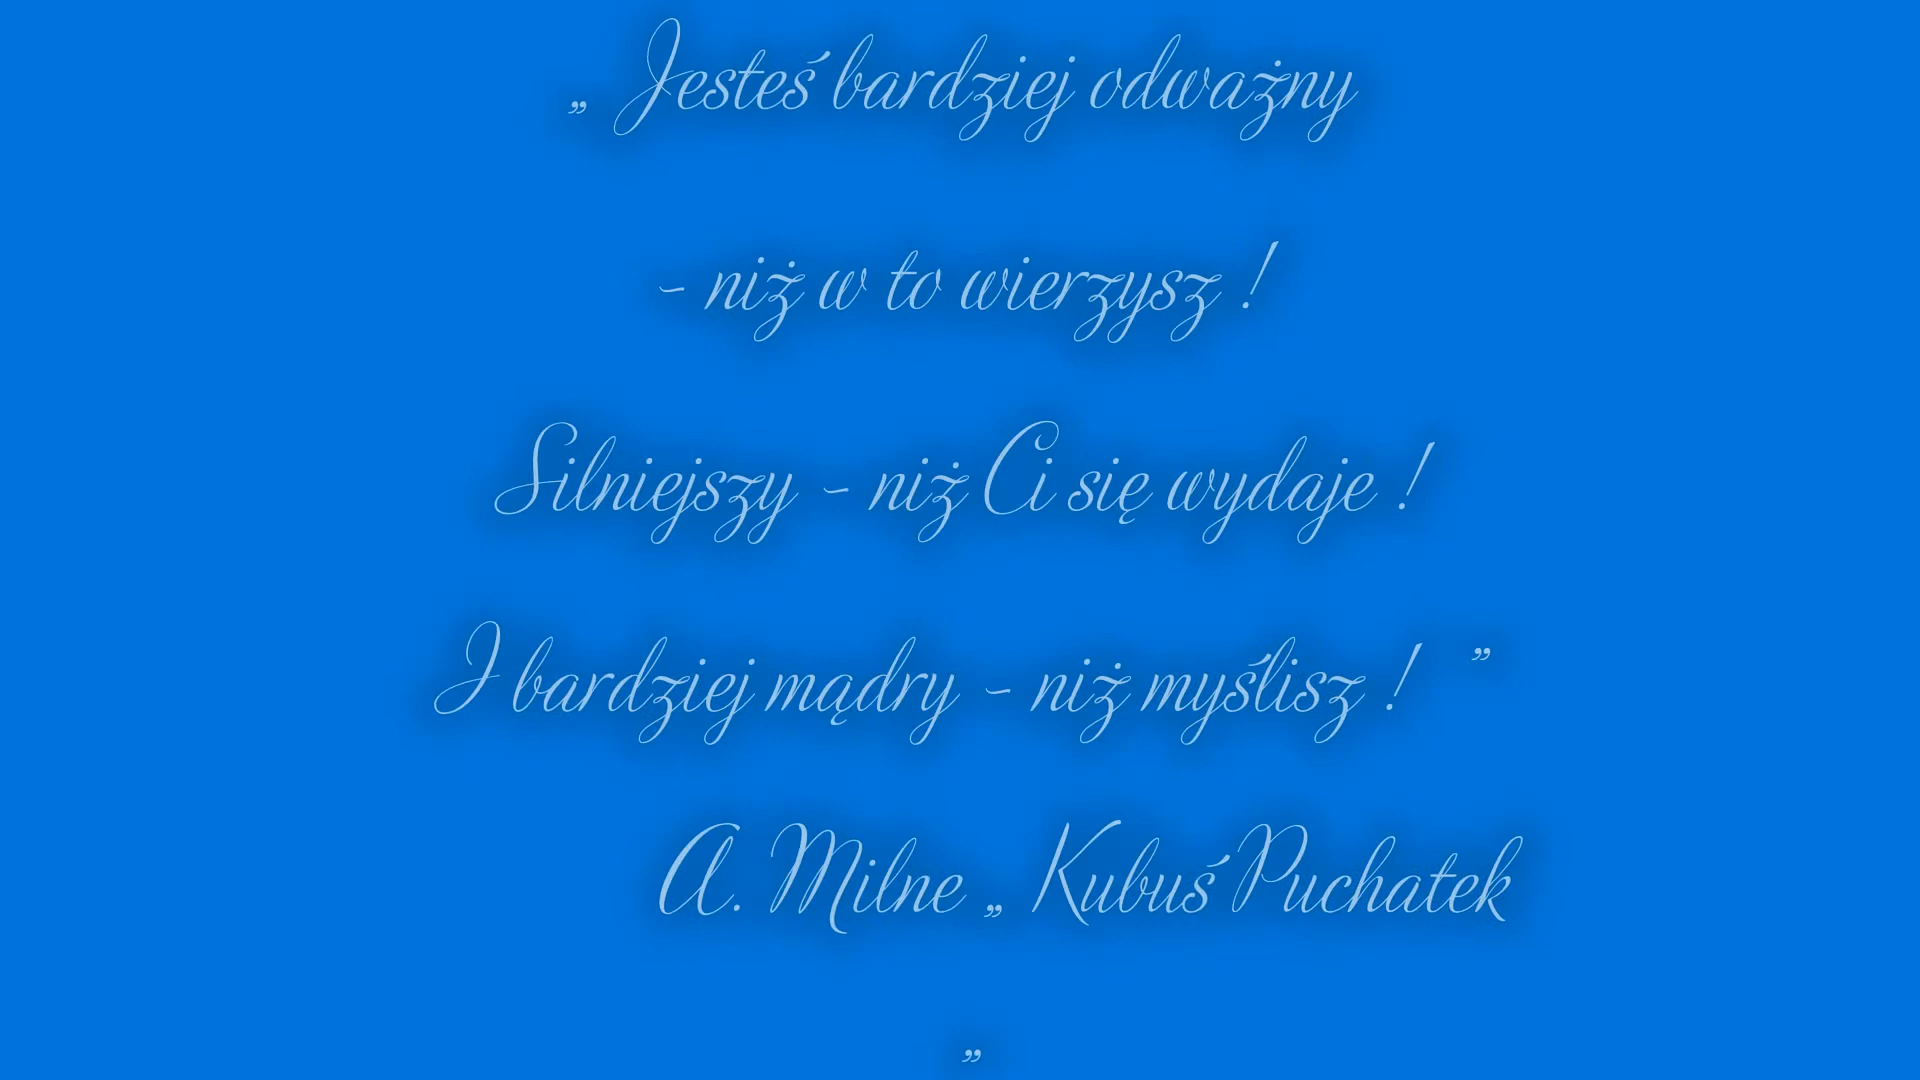 „ Jesteś bardziej odważny
- niż w to wierzysz !
Silniejszy - niż Ci się wydaje !
I bardziej mądry - niż myślisz ! ”
A. Milne „ Kubuś Puchatek
”